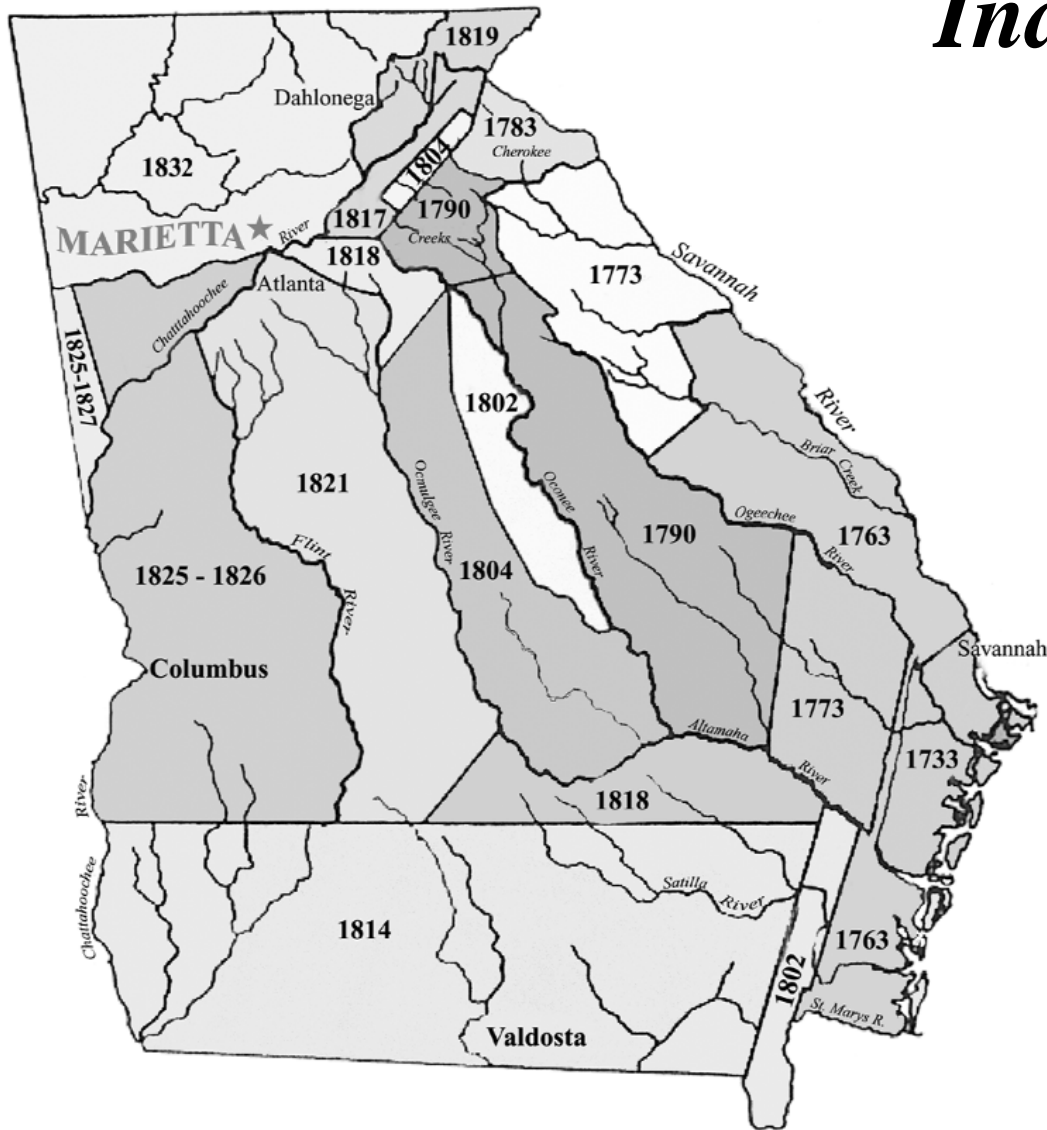 Inc
1819
Dahlonega
1783
Cherokee
1804
1832
1790
Creeks
1817
MARIETTA
River
1818
Atlanta
Savannah
River
1773
Chatttahoochee
1825-1827
1802
Briar Creek
1821
Ocmulgee River
Oconee River
Ogeechee River
1763
1790
Flint River
1804
1825 - 1826
Columbus
Savannah
1773
Altamaha River
1733
1818
Chattahoochee River
Satilla River
1814
1763
1802
St. Marys R.
Valdosta